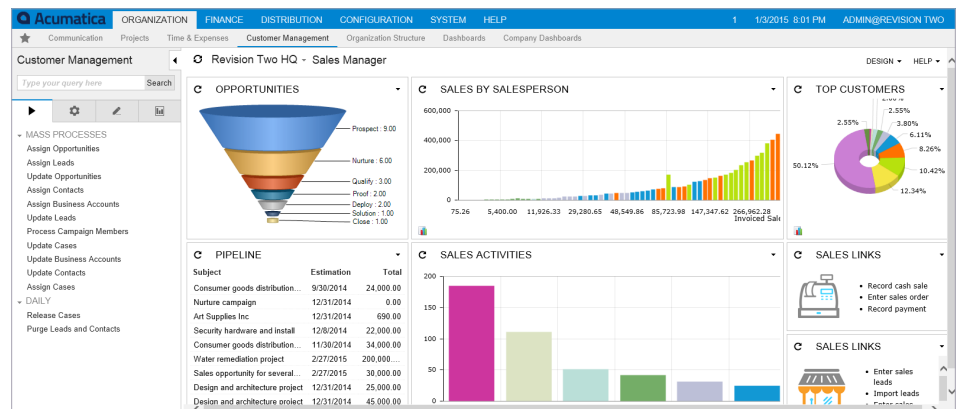 Acumatica ORGANIZATION FINANCE DISTRIBUTION CONFIGURATION SYSTEM HELP 1 1/3/2015 8:01 PM ADMIN@REVISION TWO
Communication Projects Time & Expenses Customer Management Organization Structure Dashboards Company Dashboards
Customer Management
Type your query here Search
MASS PROCESSES
Assign Opportunities
Assign Leads
Update Opportunities
Assign Contacts
Assign Business Accounts
Update Leads
Process Campaign Members
Update Cases
Update Business Accounts
Update Contacts
Assign Cases
DAILY
Release Cases
Purge Leads and Contacts
Revision Two HQ - Sales Manager
DESIGN HELP
OPPORTUNITIES
Prospect : 9.00
Nurture : 6.00
Qualify : 3.00
Proof : 2.00
Deploy : 2.00
Solution : 1.00
Close : 1.00
SALES BY SALESPERSON
600,000
400,000
200,000
0
75.26 5,400.00 11,926.33 29,280.65 48,549.86 85,723.98 147,347.62 266,962.28
Invoiced Sale
TOP CUSTOMERS
2.55%
2.55%
3.80%
6.11%
8.26%
50.12%
10.42%
12.34%
PIPELINE
Subject Estimation Total
Consumer goods distribution... 9/30/2014 24,000.00
Nurture campaign 12/31/2014 0.00
Art Supplies Inc 12/31/2014 690.00
Security hardware and install 12/8/2014 22,000.00
Consumer goods distribution... 11/30/2014 34,000.00
Water remediation project 2/27/2015 200,000....
Sales opportunity for several... 2/27/2015 30,000.00
Design and architecture project 12/31/2014 25,000.00
Design and architecture project 12/31/2014 45,000.00
SALES ACTIVITIES
200
150
100
50
0
SALES LINKS
Record cash sale
Enter sales order
Record payment
SALES LINKS
Enter sales
leads
Import leads
Enter sales